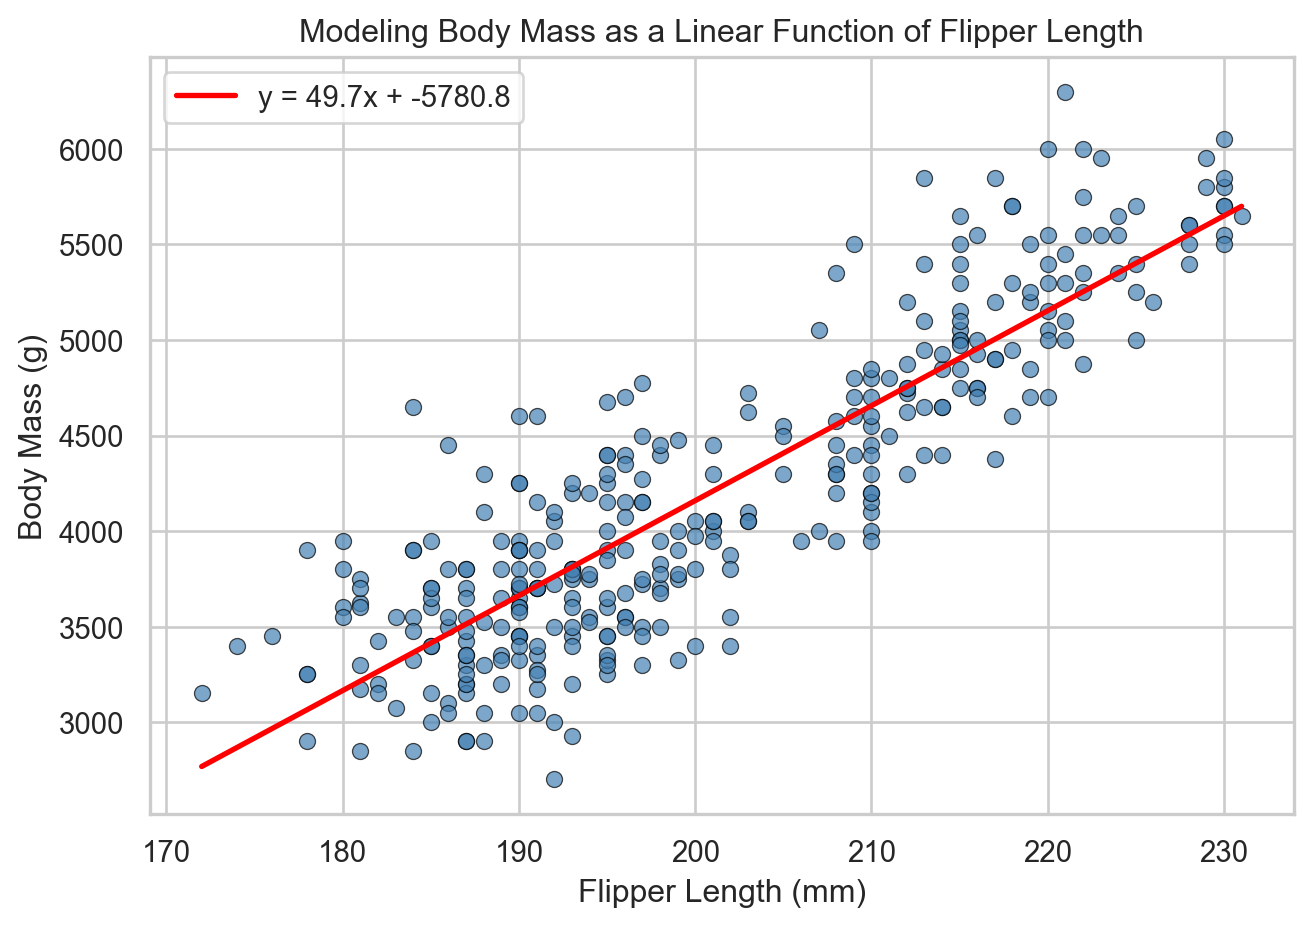 Modeling Body Mass as a Linear Function of Flipper Length
y = 49.7x + -5780.8
6000
5500
5000
4500
4000
3500
3000
Body Mass (g)
170 180 190 200 210 220 230
Flipper Length (mm)